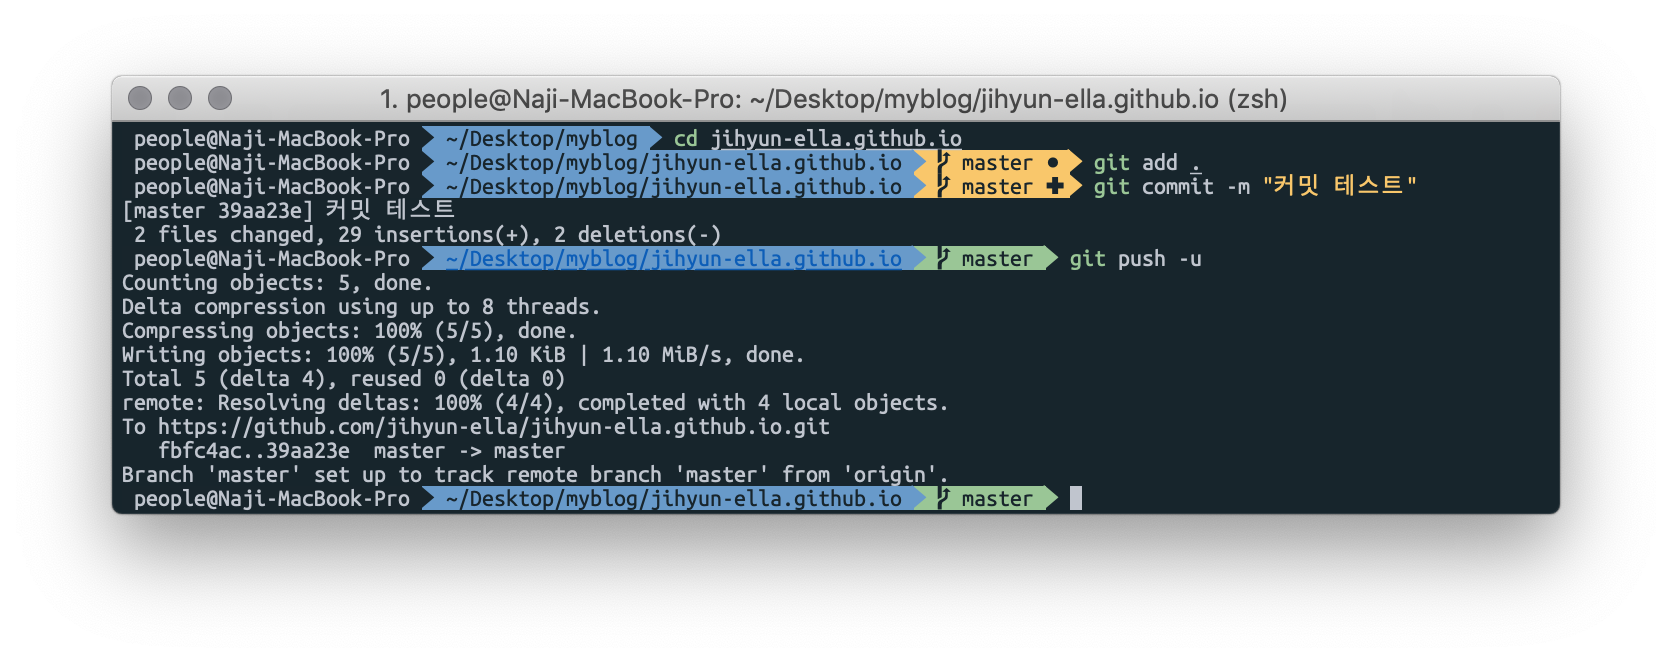 1. people@Naji-MacBook-Pro: ~/Desktop/myblog/jihyun-ella.github.io (zsh)
people@Naji-MacBook-Pro ~/Desktop/myblog cd jihyun-ella.github.io
people@Naji-MacBook-Pro ~/Desktop/myblog/jihyun-ella.github.io master ● git add .
people@Naji-MacBook-Pro ~/Desktop/myblog/jihyun-ella.github.io master ✚ git commit -m "커밋 테스트"
[master 39aa23e] 커밋 테스트
2 files changed, 29 insertions(+), 2 deletions(-)
people@Naji-MacBook-Pro ~/Desktop/myblog/jihyun-ella.github.io master git push -u
Counting objects: 5, done.
Delta compression using up to 8 threads.
Compressing objects: 100% (5/5), done.
Writing objects: 100% (5/5), 1.10 KiB | 1.10 MiB/s, done.
Total 5 (delta 4), reused 0 (delta 0)
remote: Resolving deltas: 100% (4/4), completed with 4 local objects.
To https://github.com/jihyun-ella/jihyun-ella.github.io.git
fbfc4ac..39aa23e  master -> master
Branch 'master' set up to track remote branch 'master' from 'origin'.
people@Naji-MacBook-Pro ~/Desktop/myblog/jihyun-ella.github.io master